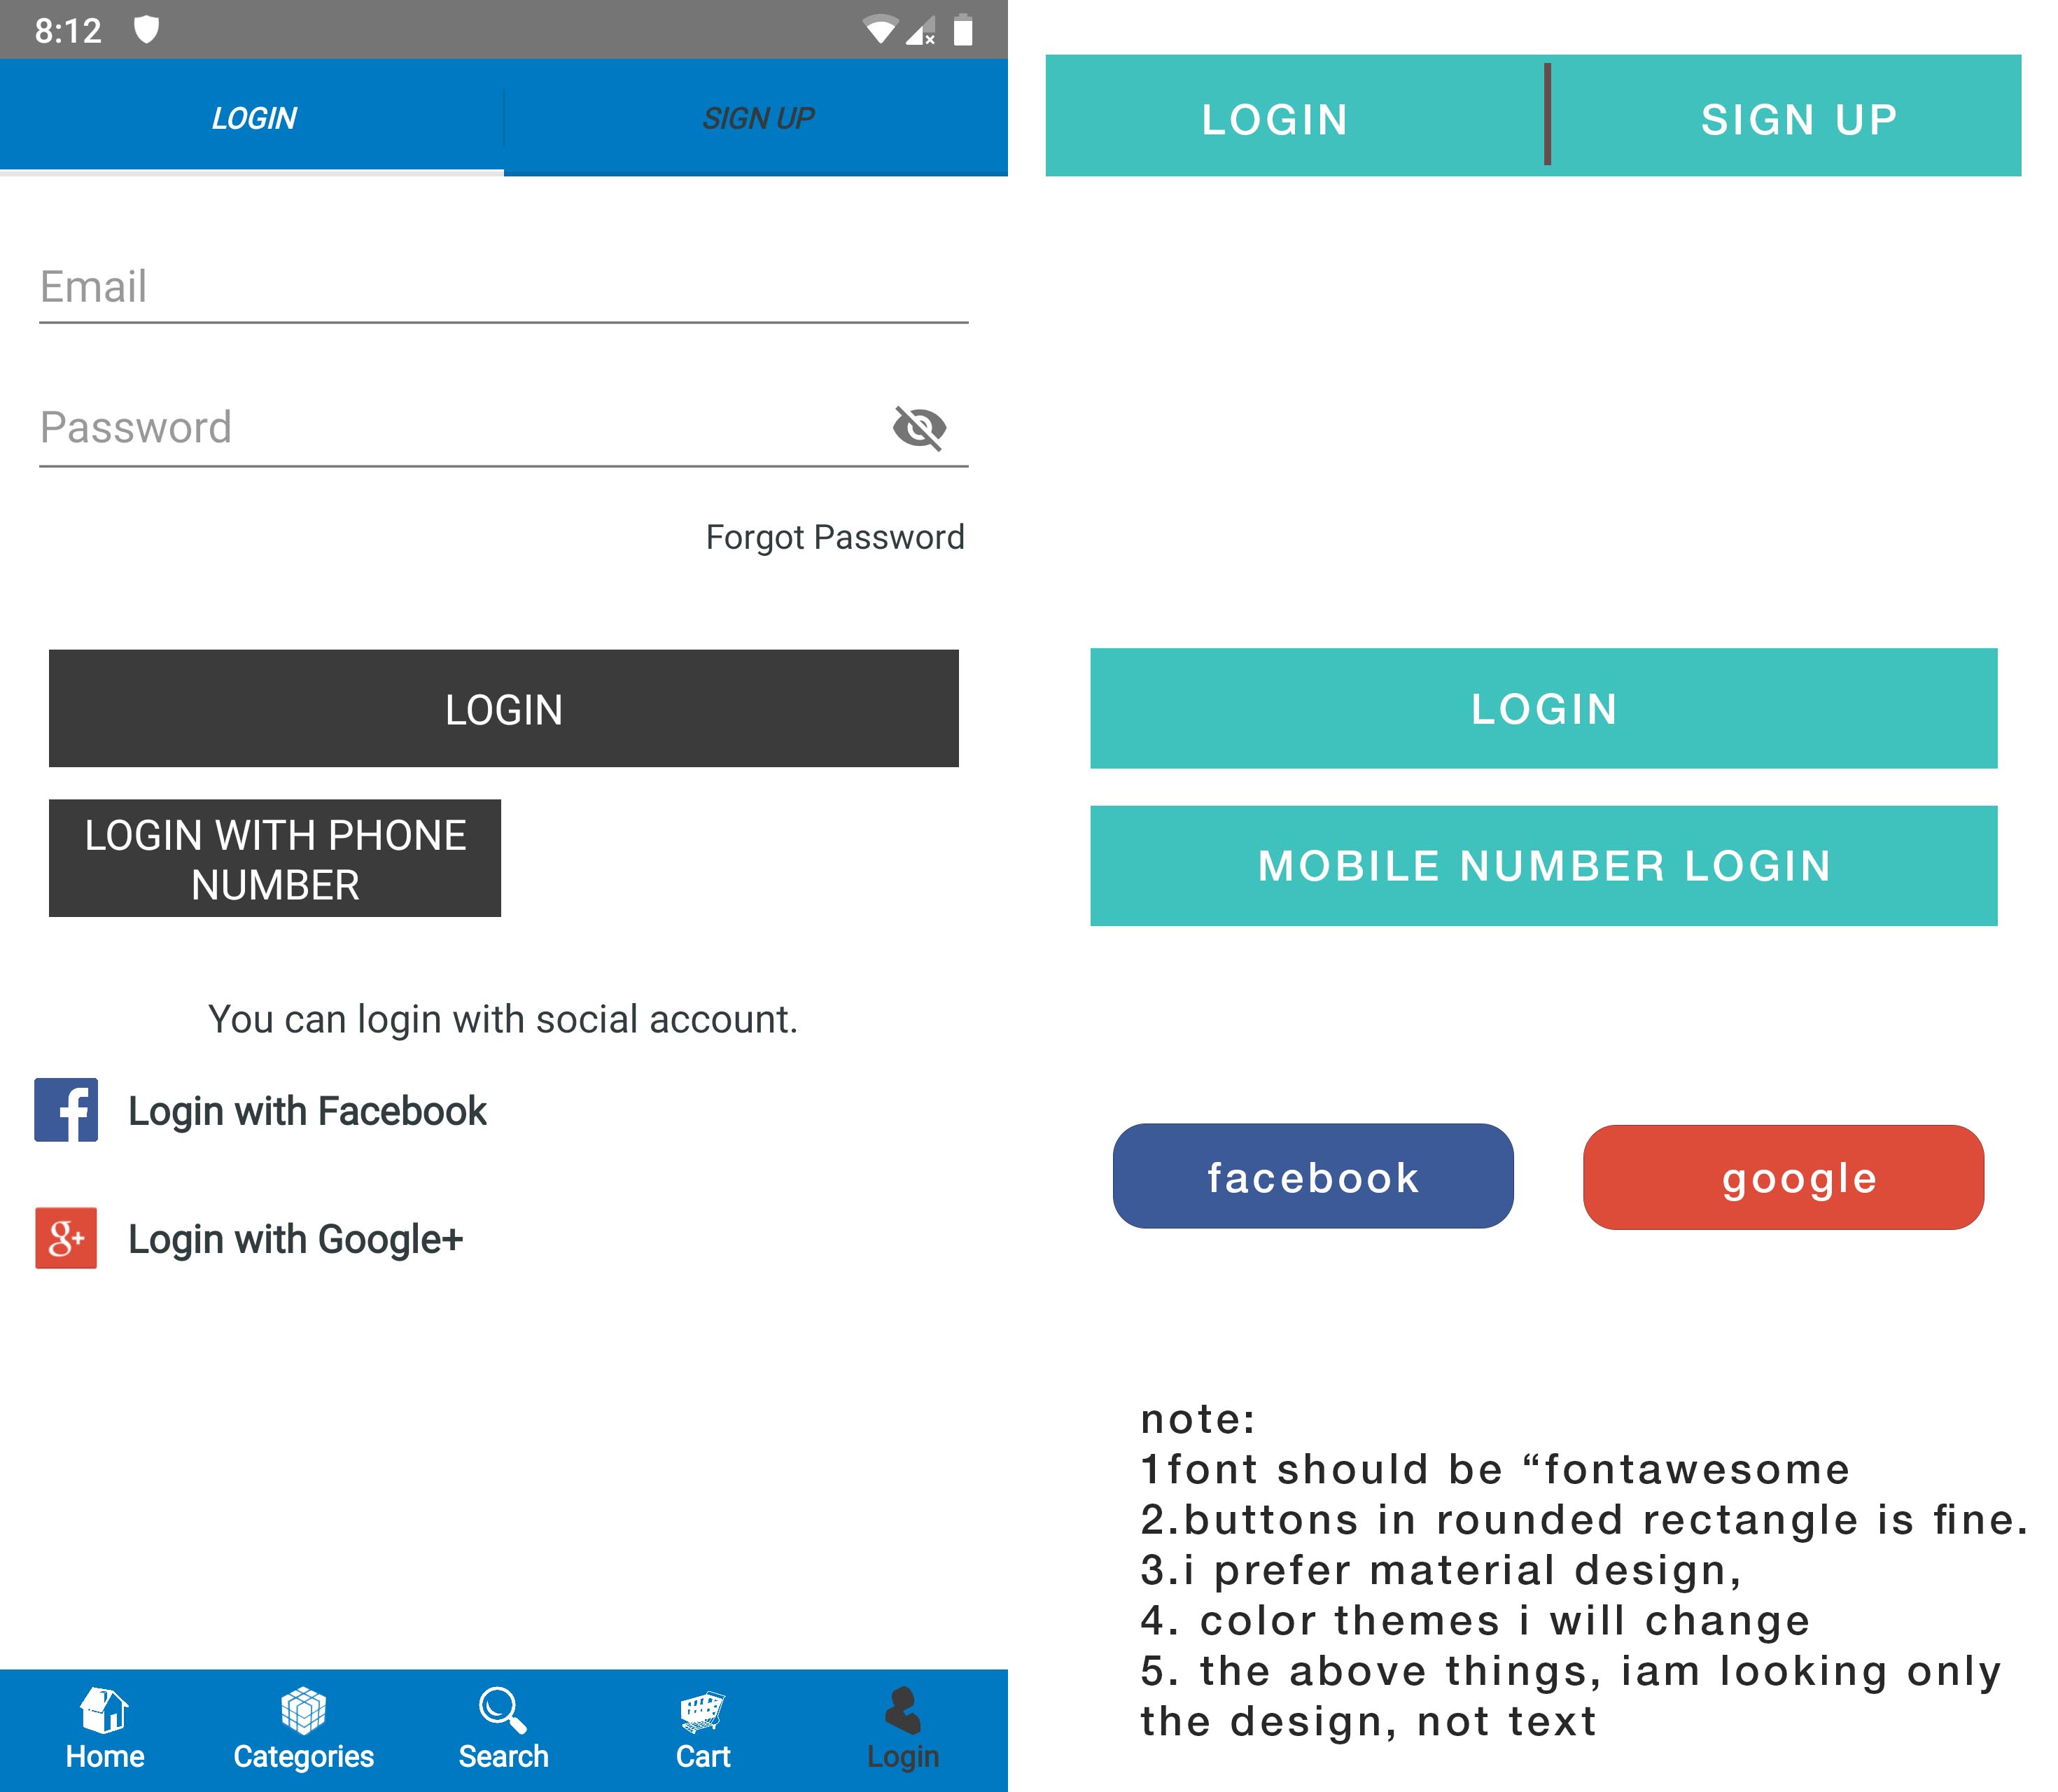 8:12
LOGIN
SIGN UP
Email
Password
Forgot Password
LOGIN
LOGIN WITH PHONE
NUMBER
You can login with social account.
f
Login with Facebook
g+
Login with Google+
Home
Categories
Search
Cart
Login
LOGIN
SIGN UP
LOGIN
MOBILE NUMBER LOGIN
facebook
google
note:
1font should be “fontawesome
2.buttons in rounded rectangle is fine.
3.i prefer material design,
4. color themes i will change
5. the above things, iam looking only
the design, not text